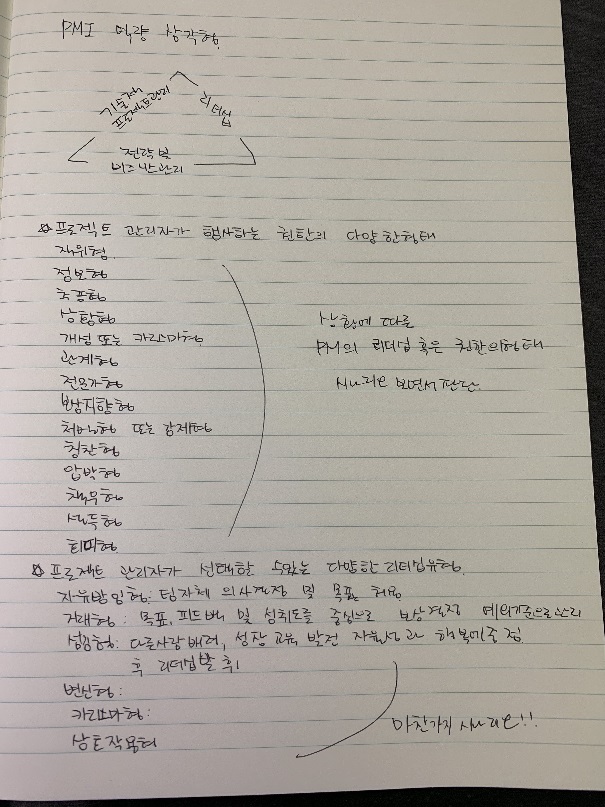 PMI 역량 삼각형.
기술적
프로젝트관리
리더십
전략 및
비즈니스관리
프로젝트 관리자가 행사하는 권한의 다양한형태
직위형
정보형
추종형
상황형
개성 또는 카리스마형
관계형
전문가형
보상지향형
처벌형 또는 강제형
칭찬형
압박형
책무형
설득형
회피형
상황에 따른
PM의 리더십 혹은 권한의형태
시나리오 보면서 판단
프로젝트 관리자가 선택할 수있는 다양한 리더십유형.
자유방임형: 팀자체 의사결정 및 목표 허용
거래형 : 목표, 피드백 및 성취도를 중심으로 보상결정 예외기준으로
섬김형: 다른사람배려, 성장 교육 발전 자율성과 행복에중점
후 리더십발휘
변혁형:
카리스마형:
상호작용형
마찬가지 시나리오!!.